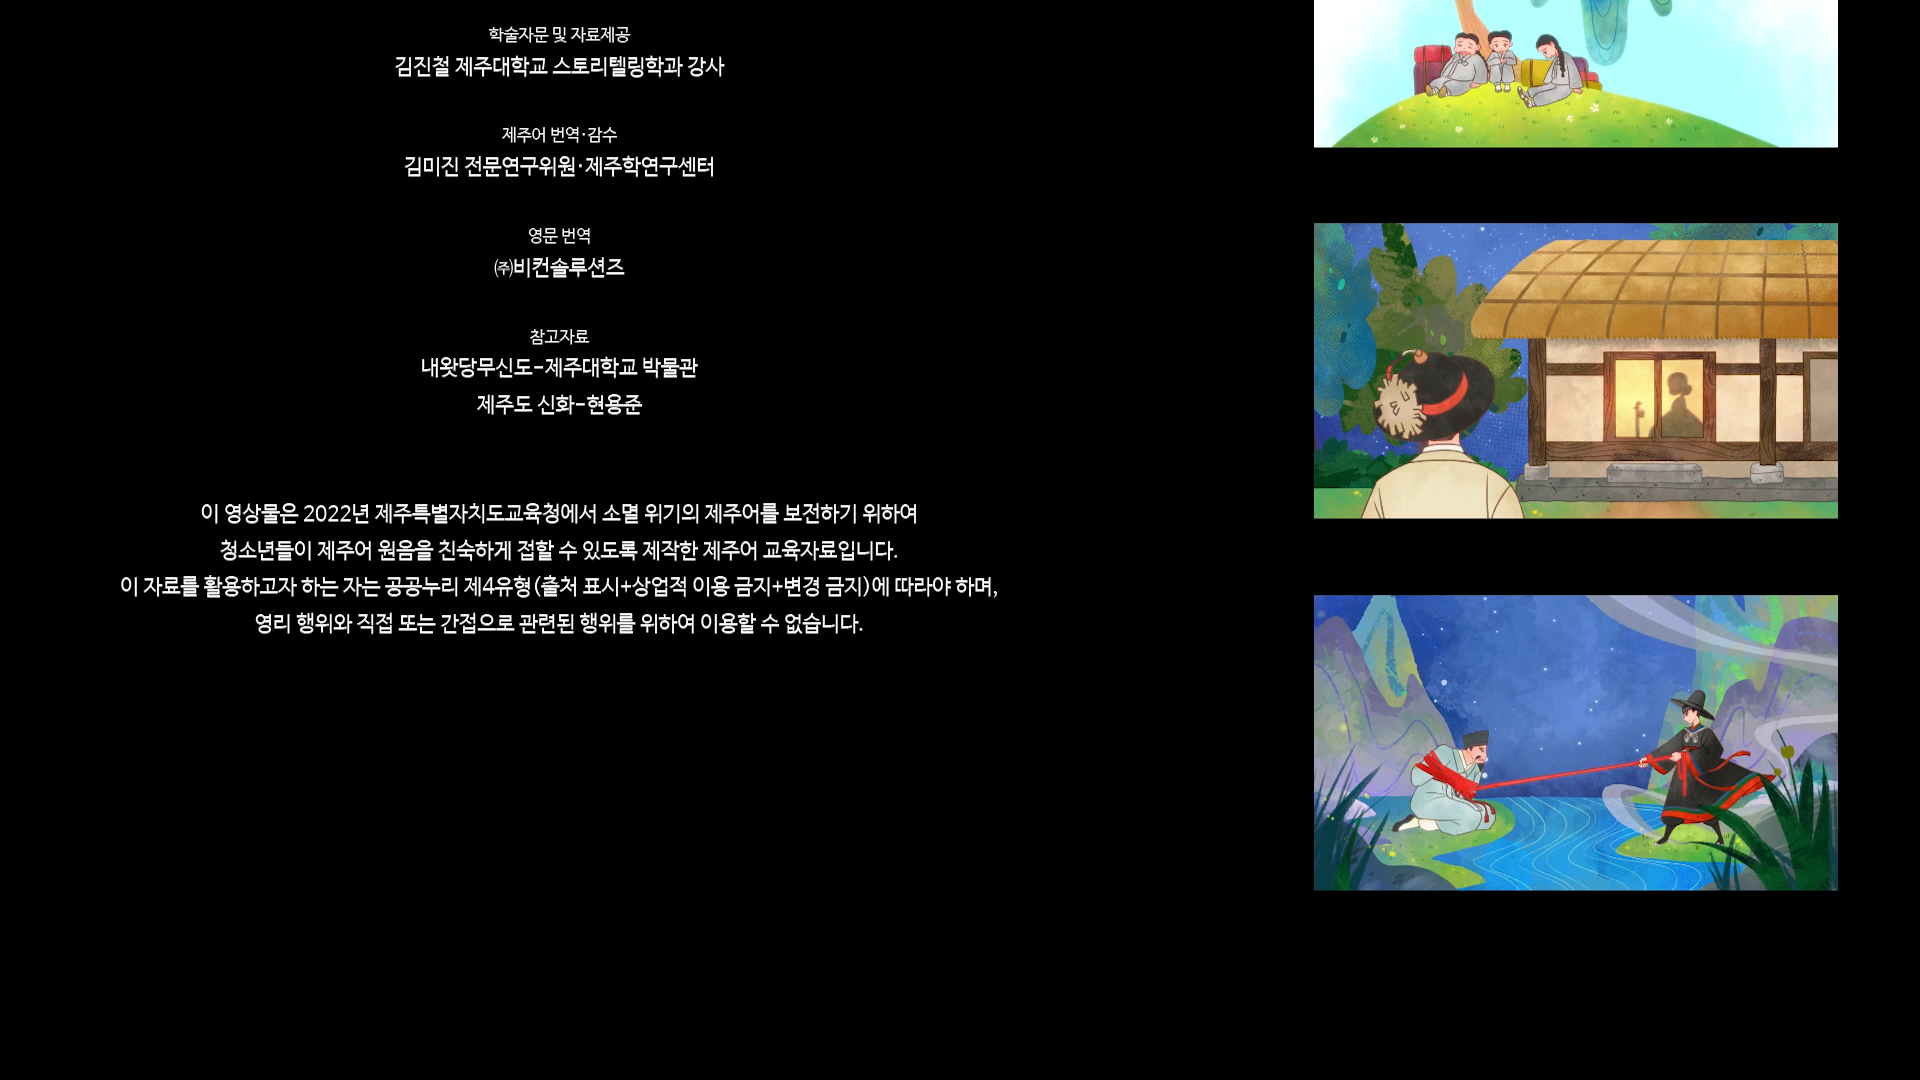 학술자문 및 자료제공
김진철 제주대학교 스토리텔링학과 강사
제주어 번역·감수
김미진 전문연구위원·제주학연구센터
영문 번역
㈜비컨솔루션즈
참고자료
내왓당무신도-제주대학교 박물관
제주도 신화-현용준
이 영상물은 2022년 제주특별자치도교육청에서 소멸 위기의 제주어를 보전하기 위하여
청소년들이 제주어 원음을 친숙하게 접할 수 있도록 제작한 제주어 교육자료입니다.
이 자료를 활용하고자 하는 자는 공공누리 제4유형(출처 표시+상업적 이용 금지+변경 금지)에 따라야 하며,
영리 행위와 직접 또는 간접으로 관련된 행위를 위하여 이용할 수 없습니다.